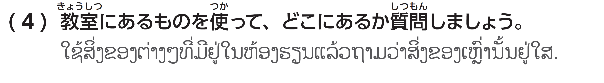 (4) 教室にあるものを使って、どこにあるか質問しましょう。
ໃຊ້ສິ່ງຂອງຕ່າງໆທີ່ມີຢູ່ໃນຫ້ອງຮຽນແລ້ວຖາມວ່າສິ່ງຂອງເຫຼົ່ານັ້ນຢູ່ໃສ.